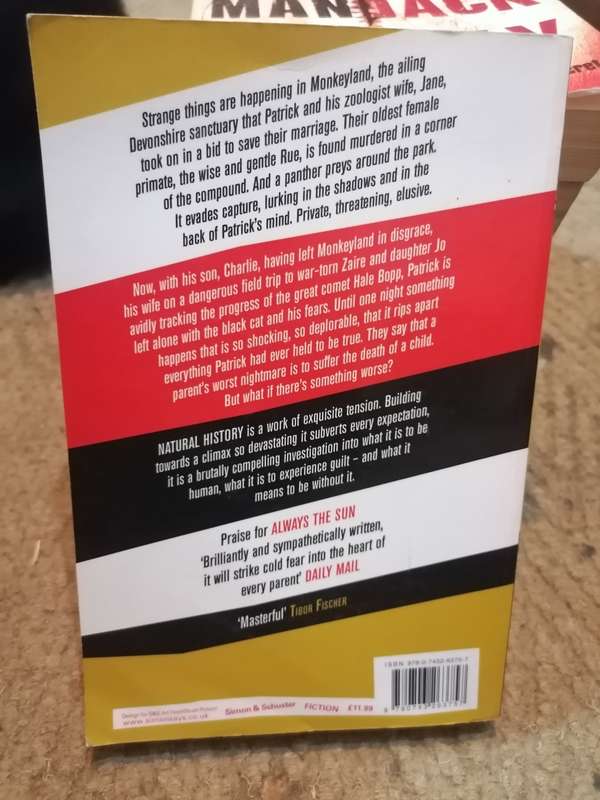 MANBACK
Strange things are happening in Monkeyland, the ailing
Devonshire sanctuary that Patrick and his zoologist wife, Jane,
took on in a bid to save their marriage. Their oldest female
primate, the wise and gentle Rue, is found murdered in a corner
of the compound. And a panther preys around the park.
It evades capture, lurking in the shadows and in the
back of Patrick's mind. Private, threatening, elusive.
Now, with his son, Charlie, having left Monkeyland in disgrace,
his wife on a dangerous field trip to war-torn Zaire and daughter Jo
avidly tracking the progress of the great comet Hale Bopp, Patrick is
left alone with the black cat and his fears. Until one night something
happens that is so shocking, so deplorable, that it rips apart
everything Patrick had ever held to be true. They say that a
parent's worst nightmare is to suffer the death of a child.
But what if there's something worse?
NATURAL HISTORY is a work of exquisite tension. Building
towards a climax so devastating it subverts every expectation,
it is a brutally compelling investigation into what it is to be
human, what it is to experience guilt – and what it
means to be without it.
Praise for ALWAYS THE SUN
'Brilliantly and sympathetically written,
it will strike cold fear into the heart of
every parent' DAILY MAIL
'Masterful' TIBOR FISCHER
www.simonsays.co.uk
Simon & Schuster FICTION £11.99